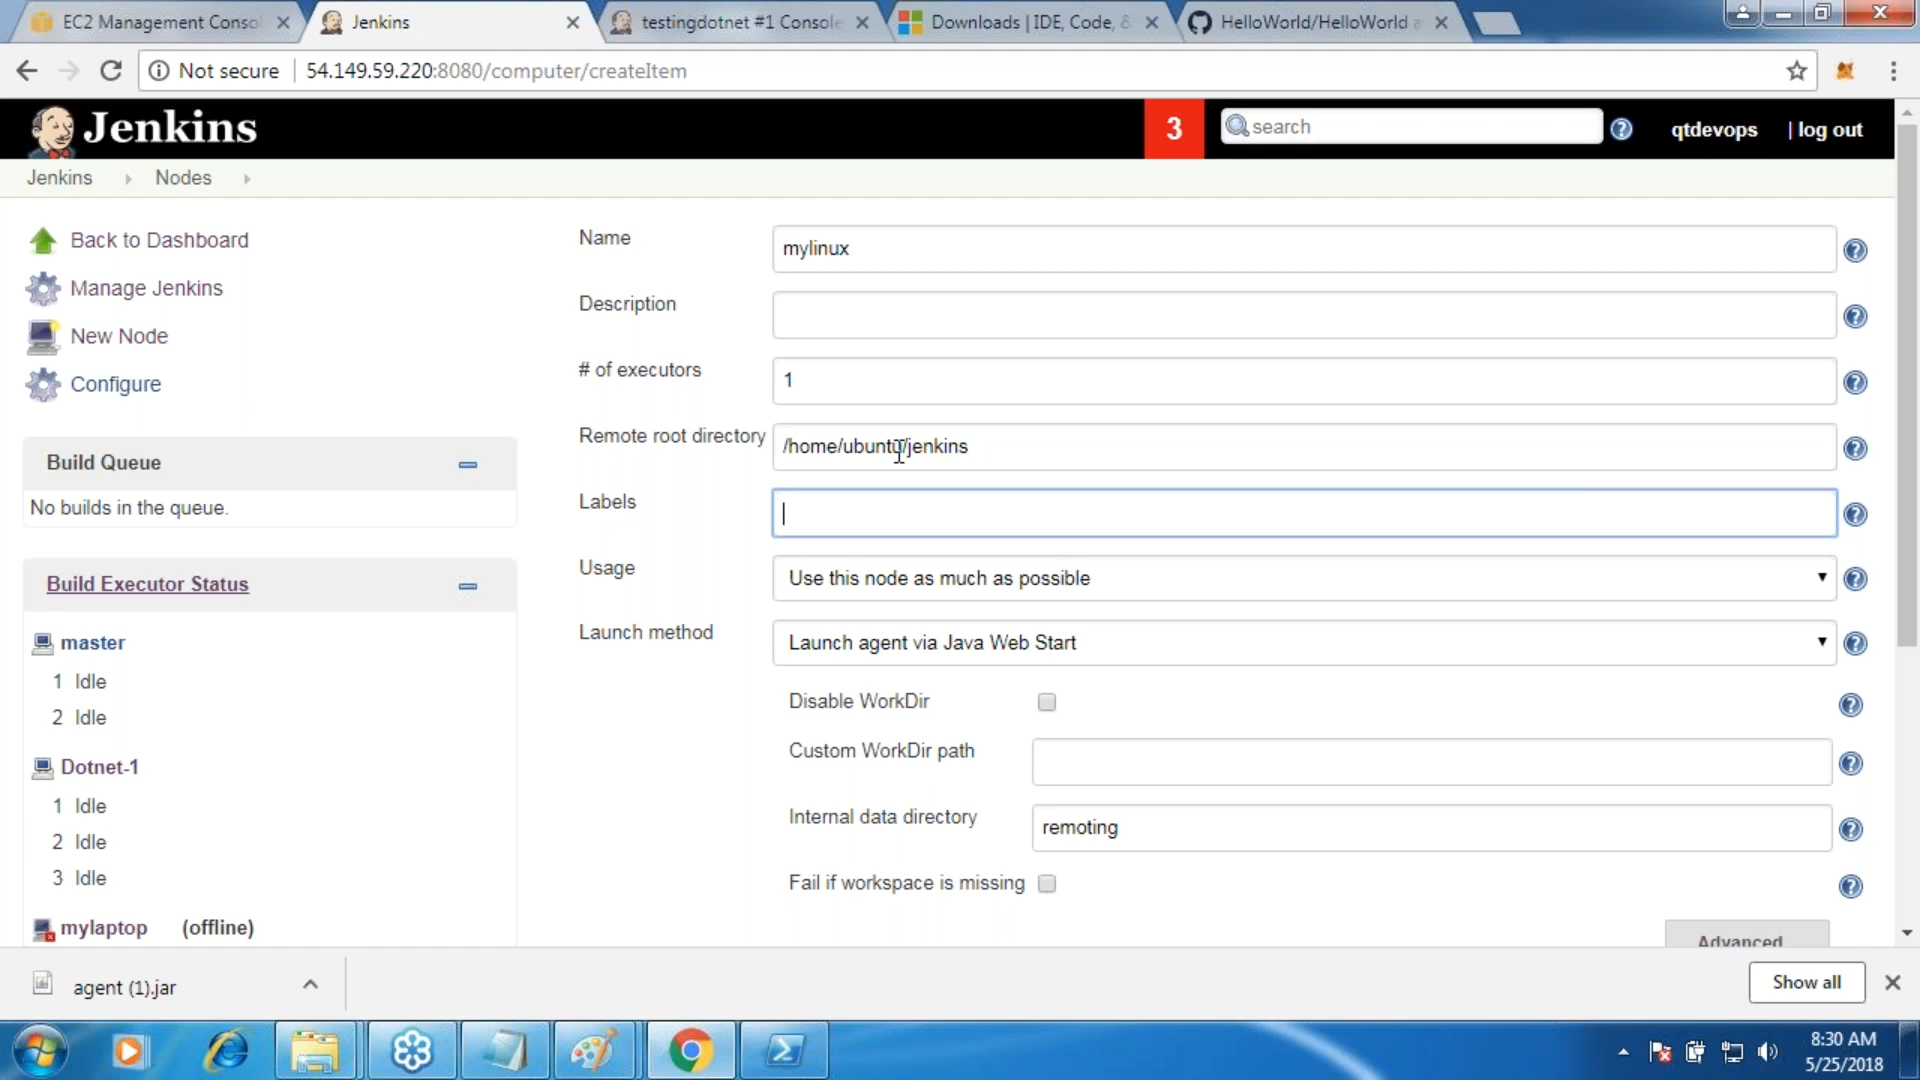 EC2 Management Conso
Jenkins
testingdotnet #1 Console
Downloads | IDE, Code, &
HelloWorld/HelloWorld a
Not secure
54.149.59.220:8080/computer/createItem
Jenkins
3
search
qtdevops
| log out
Jenkins
Nodes
Back to Dashboard
Manage Jenkins
New Node
Configure
Build Queue
No builds in the queue.
Build Executor Status
master
1 Idle
2 Idle
Dotnet-1
1 Idle
2 Idle
3 Idle
mylaptop (offline)
Name
mylinux
Description
# of executors
1
Remote root directory
/home/ubuntu/jenkins
Labels
Usage
Use this node as much as possible
Launch method
Launch agent via Java Web Start
Disable WorkDir
Custom WorkDir path
Internal data directory
remoting
Fail if workspace is missing
Advanced
agent (1).jar
Show all
8:30 AM
5/25/2018